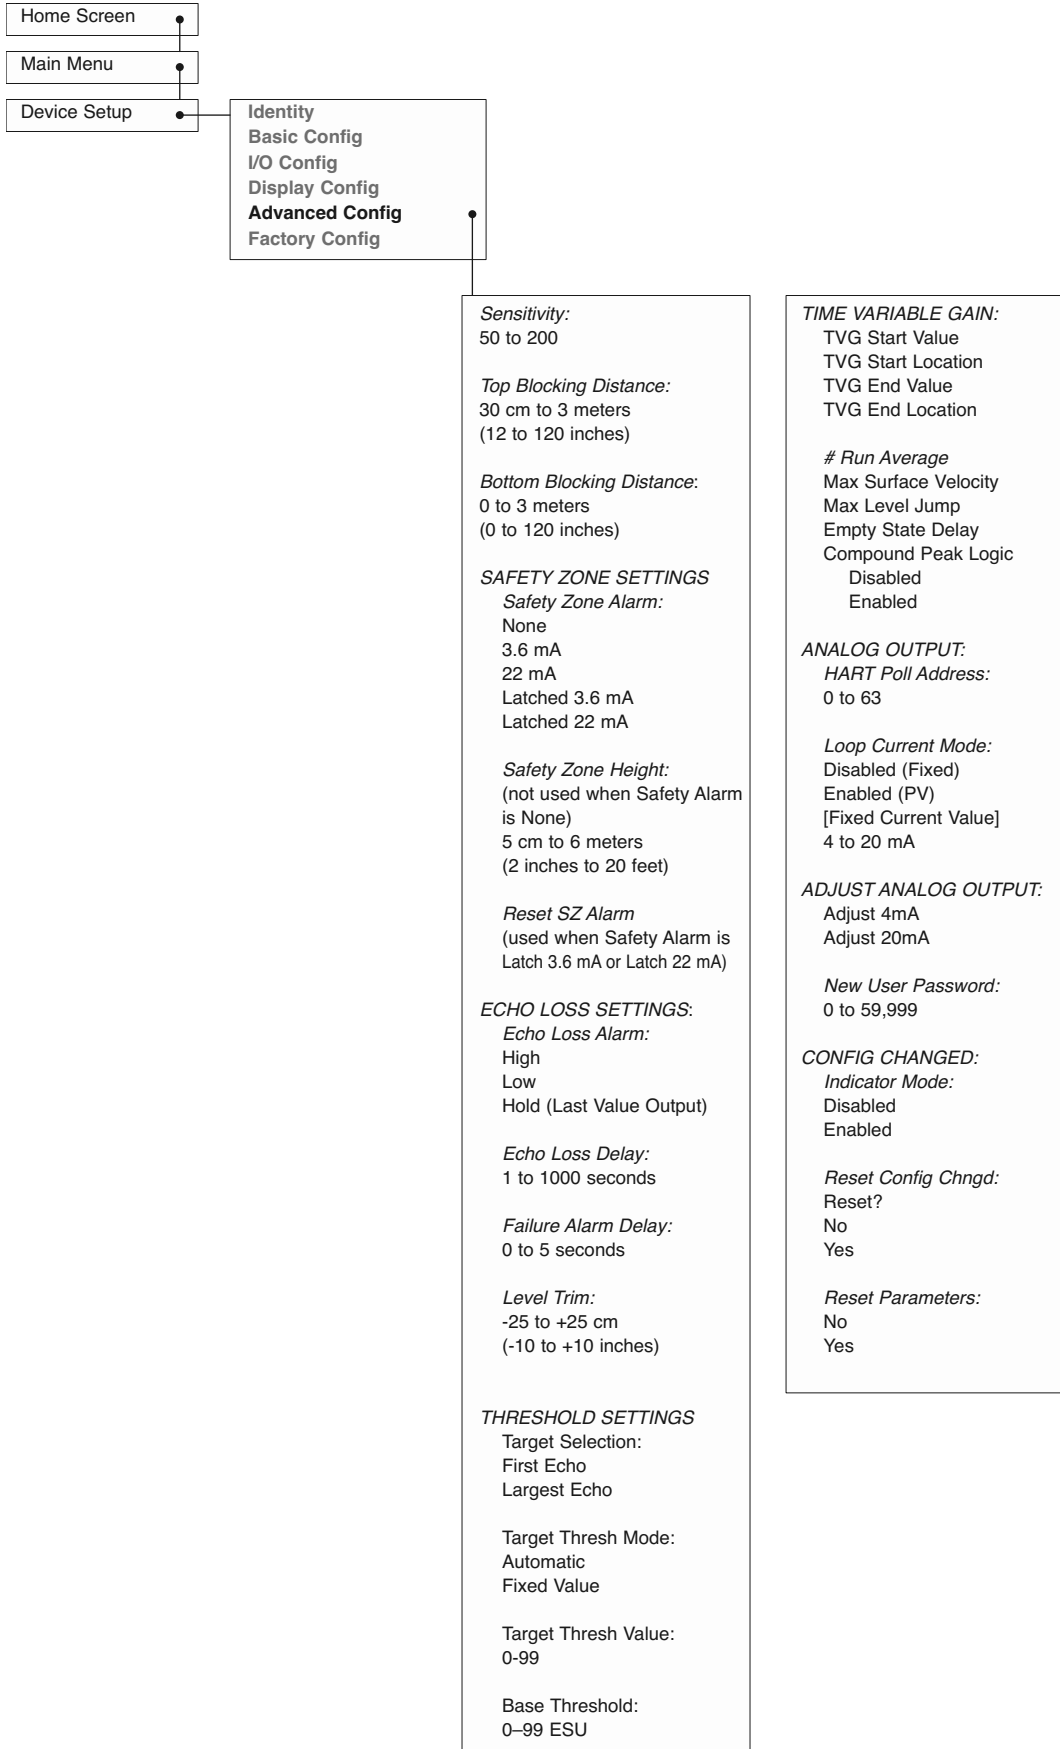 Home Screen
Main Menu
Device Setup
Identity
Basic Config
I/O Config
Display Config
Advanced Config
Factory Config
Sensitivity:
50 to 200
Top Blocking Distance:
30 cm to 3 meters
(12 to 120 inches)
Bottom Blocking Distance:
0 to 3 meters
(0 to 120 inches)
SAFETY ZONE SETTINGS
Safety Zone Alarm:
None
3.6 mA
22 mA
Latched 3.6 mA
Latched 22 mA
Safety Zone Height:
(not used when Safety Alarm
is None)
5 cm to 6 meters
(2 inches to 20 feet)
Reset SZ Alarm
(used when Safety Alarm is
Latch 3.6 mA or Latch 22 mA)
ECHO LOSS SETTINGS:
Echo Loss Alarm:
High
Low
Hold (Last Value Output)
Echo Loss Delay:
1 to 1000 seconds
Failure Alarm Delay:
0 to 5 seconds
Level Trim:
-25 to +25 cm
(-10 to +10 inches)
THRESHOLD SETTINGS
Target Selection:
First Echo
Largest Echo
Target Thresh Mode:
Automatic
Fixed Value
Target Thresh Value:
0-99
Base Threshold:
0–99 ESU
TIME VARIABLE GAIN:
TVG Start Value
TVG Start Location
TVG End Value
TVG End Location
# Run Average
Max Surface Velocity
Max Level Jump
Empty State Delay
Compound Peak Logic
Disabled
Enabled
ANALOG OUTPUT:
HART Poll Address:
0 to 63
Loop Current Mode:
Disabled (Fixed)
Enabled (PV)
[Fixed Current Value]
4 to 20 mA
ADJUST ANALOG OUTPUT:
Adjust 4mA
Adjust 20mA
New User Password:
0 to 59,999
CONFIG CHANGED:
Indicator Mode:
Disabled
Enabled
Reset Config Chngd:
Reset?
No
Yes
Reset Parameters:
No
Yes